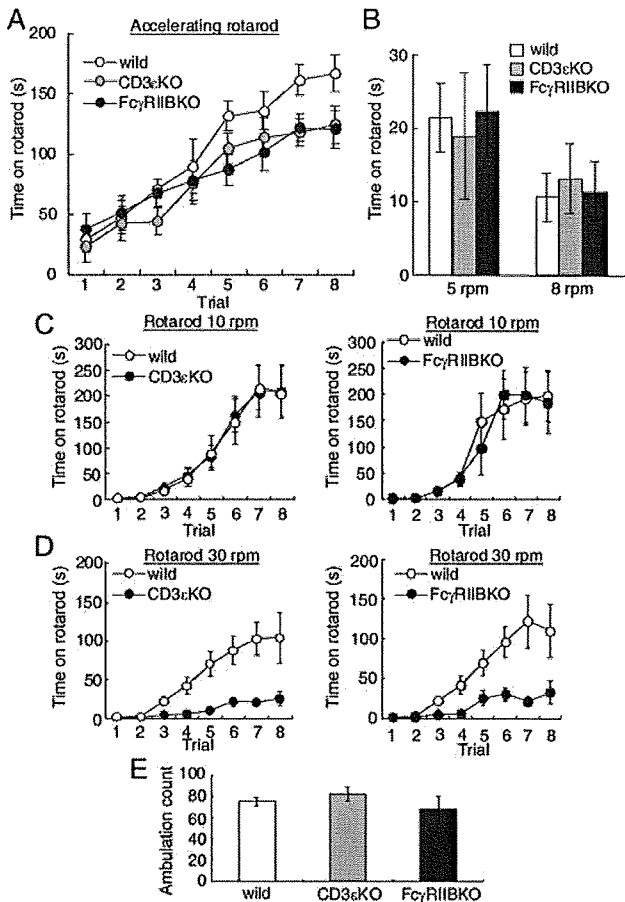 A
Accelerating rotarod
Time on rotarod (s)
200
150
100
50
0
wild
CD3εKO
FcγRIIBKO
1 2 3 4 5 6 7 8
Trial
B
Time on rotarod (s)
30
20
10
0
wild
CD3εKO
FcγRIIBKO
5 rpm 8 rpm
C
Rotarod 10 rpm
Time on rotarod (s)
300
250
200
150
100
50
0
wild
CD3εKO
1 2 3 4 5 6 7 8
Trial
Rotarod 10 rpm
300
250
200
150
100
50
0
wild
FcγRIIBKO
1 2 3 4 5 6 7 8
Trial
D
Rotarod 30 rpm
Time on rotarod (s)
200
150
100
50
0
wild
CD3εKO
1 2 3 4 5 6 7 8
Trial
Rotarod 30 rpm
Time on rotarod (s)
200
150
100
50
0
wild
FcγRIIBKO
1 2 3 4 5 6 7 8
Trial
E
Ambulation count
100
80
60
40
20
0
wild CD3εKO FcγRIIBKO